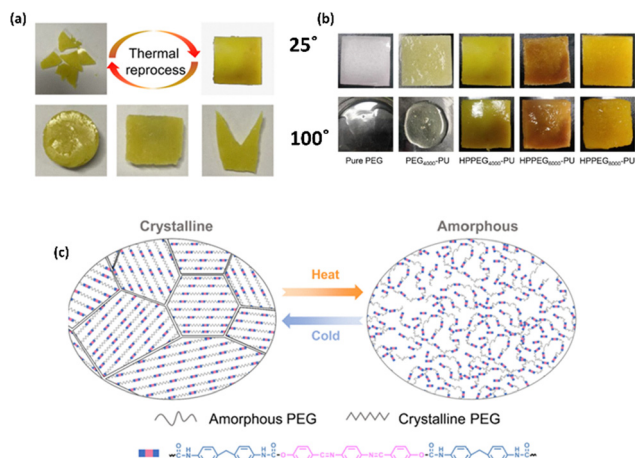 (a)
Thermal
reprocess
(b)
25°
100°
Pure PEG
PEG4000-PU
HPPEG4000-PU
HPPEG6000-PU
HPPEG8000-PU
Crystalline
Amorphous
(c)
Heat
Cold
Amorphous PEG
Crystalline PEG